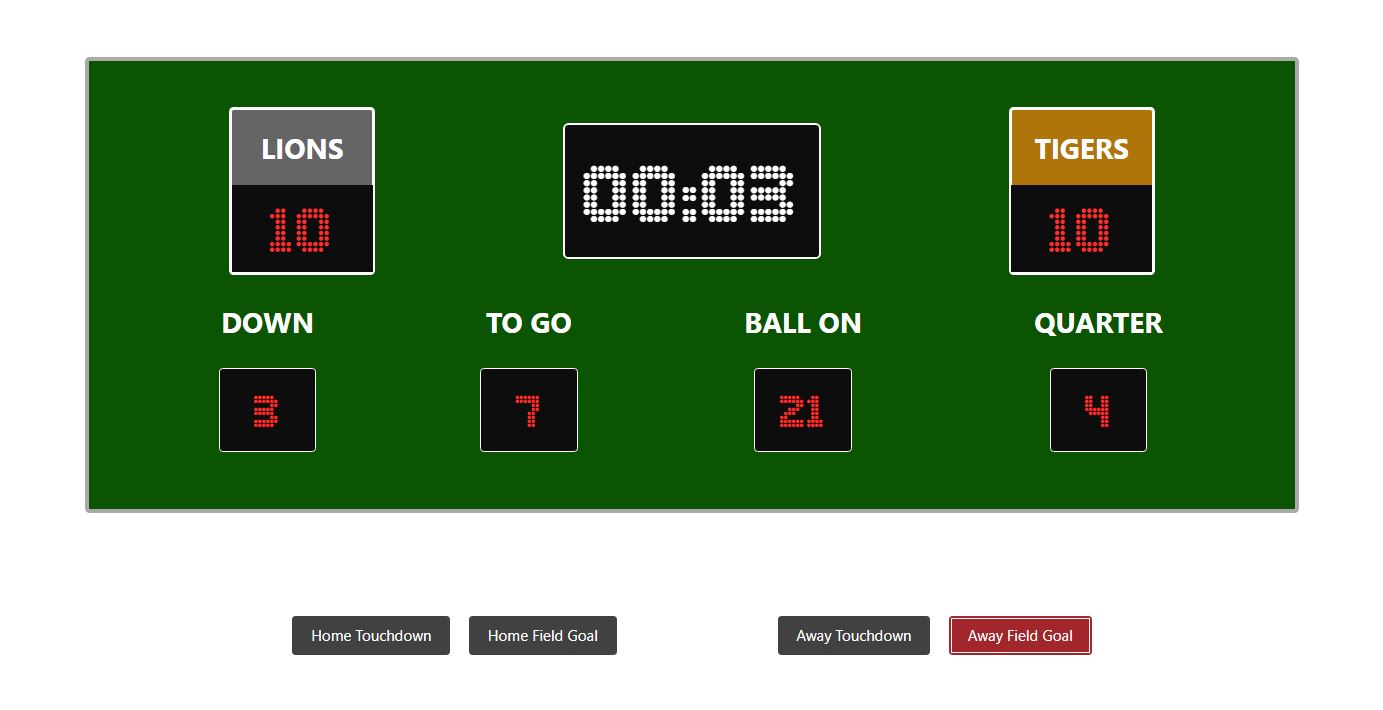 LIONS
00:03
TIGERS
10
10
DOWN
TO GO
BALL ON
QUARTER
3
7
21
4
Home Touchdown
Home Field Goal
Away Touchdown
Away Field Goal